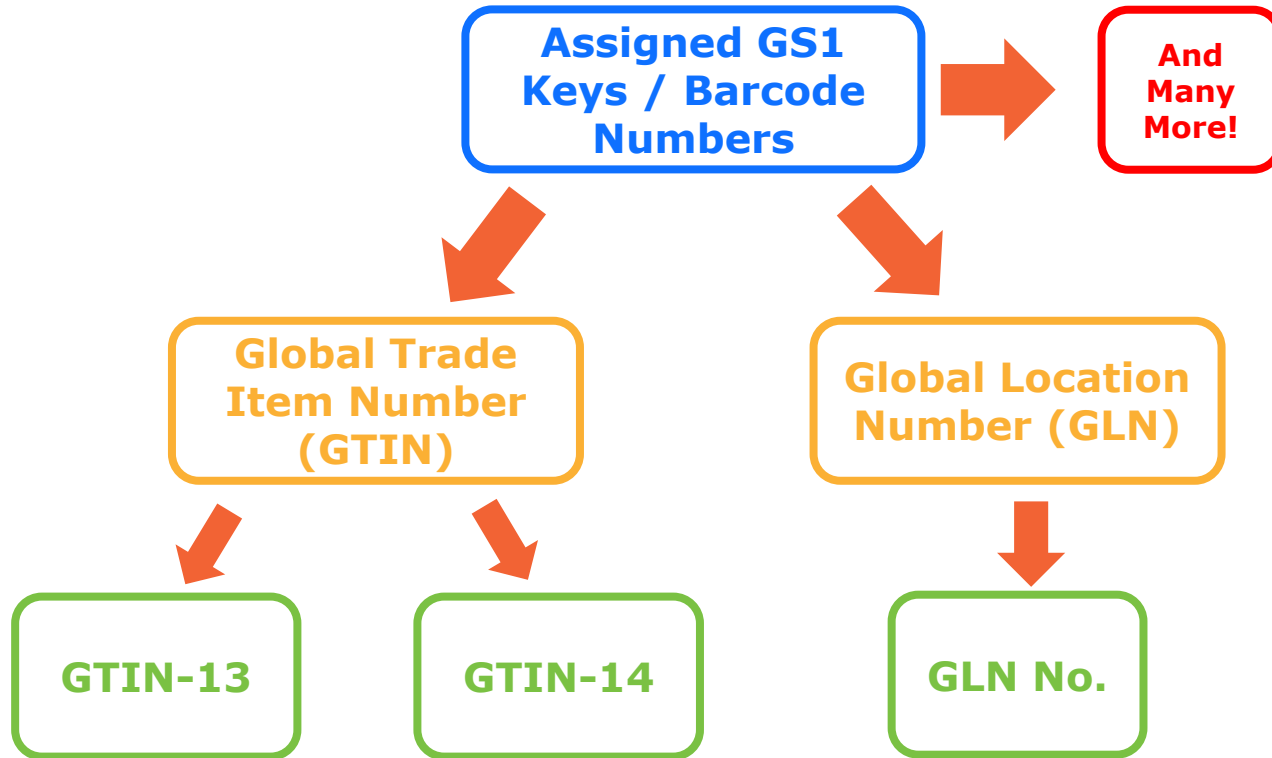 Assigned GS1
Keys / Barcode
Numbers
And
Many
More!
Global Trade
Item Number
(GTIN)
Global Location
Number (GLN)
GTIN-13
GTIN-14
GLN No.